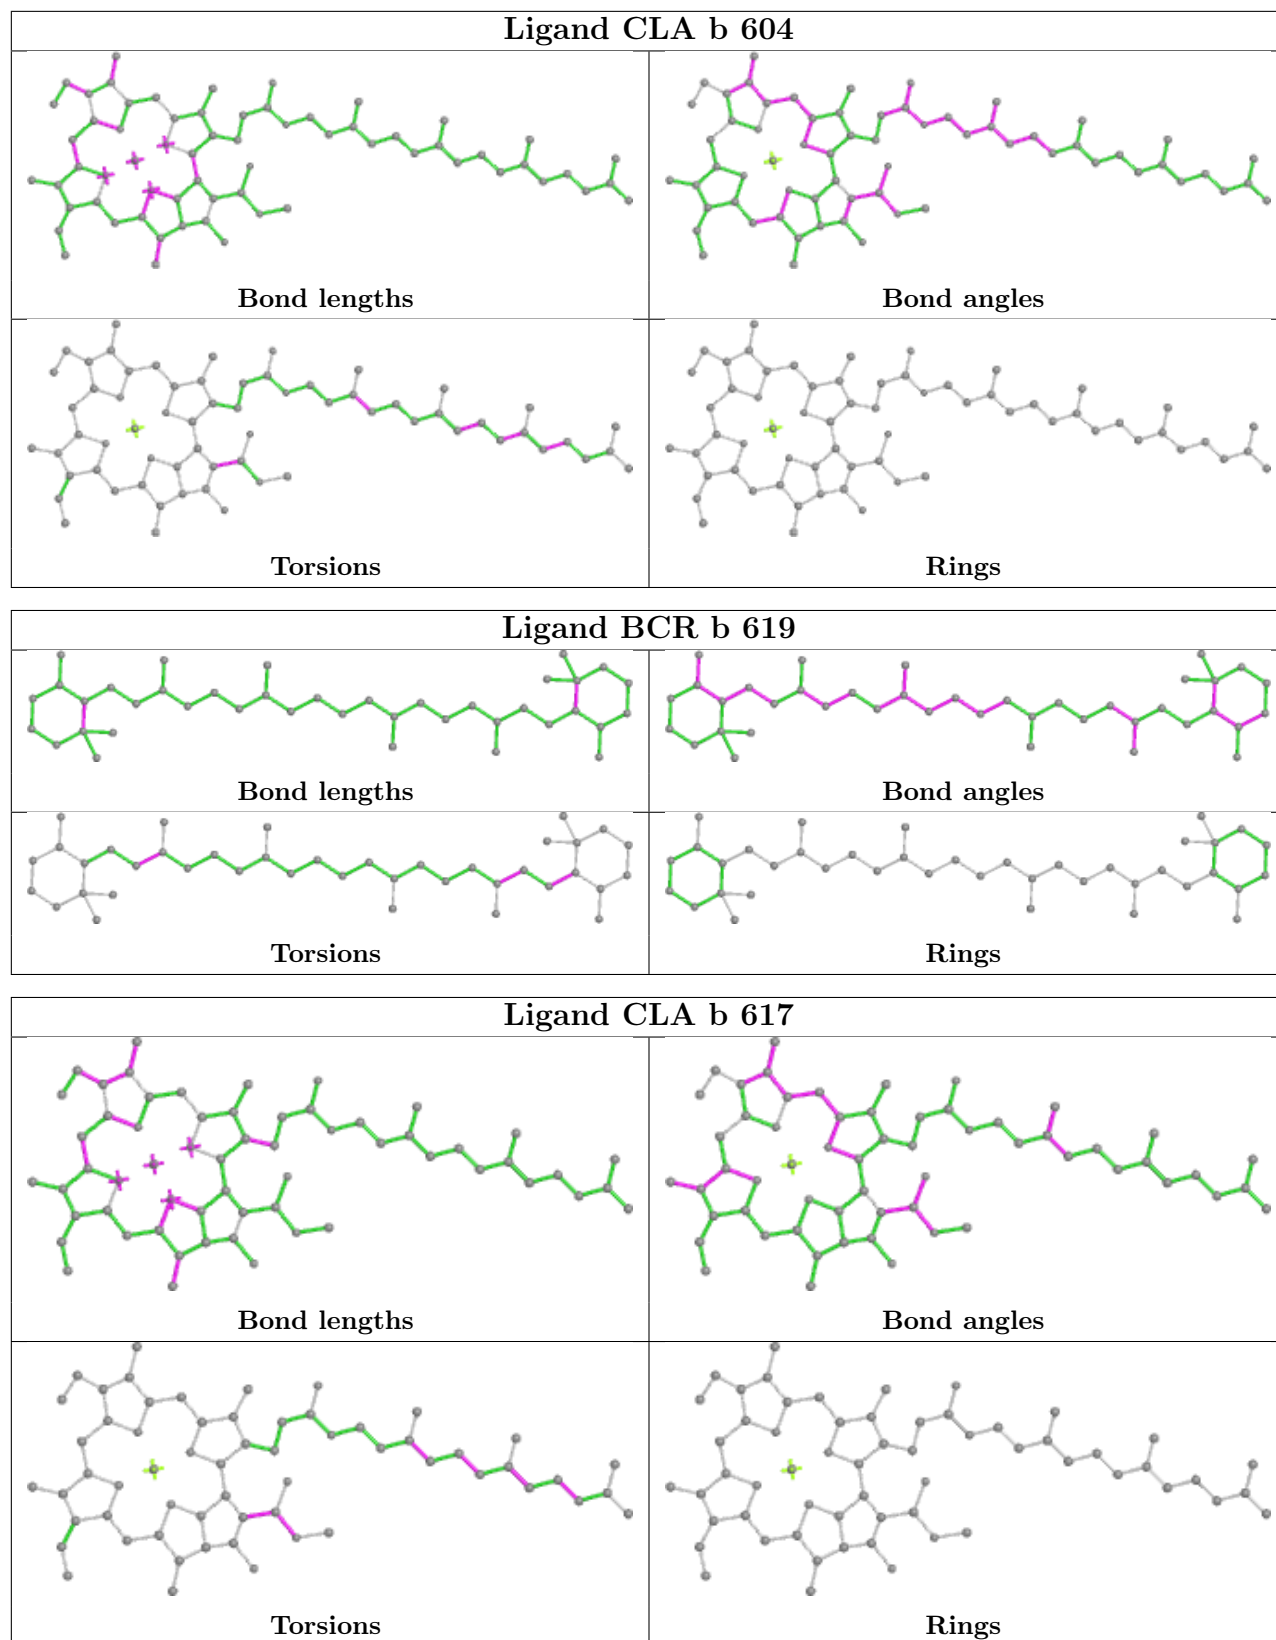 Ligand CLA b 604
Bond lengths
Bond angles
Torsions
Rings
Ligand BCR b 619
Bond lengths
Bond angles
Torsions
Rings
Ligand CLA b 617
Bond lengths
Bond angles
Torsions
Rings